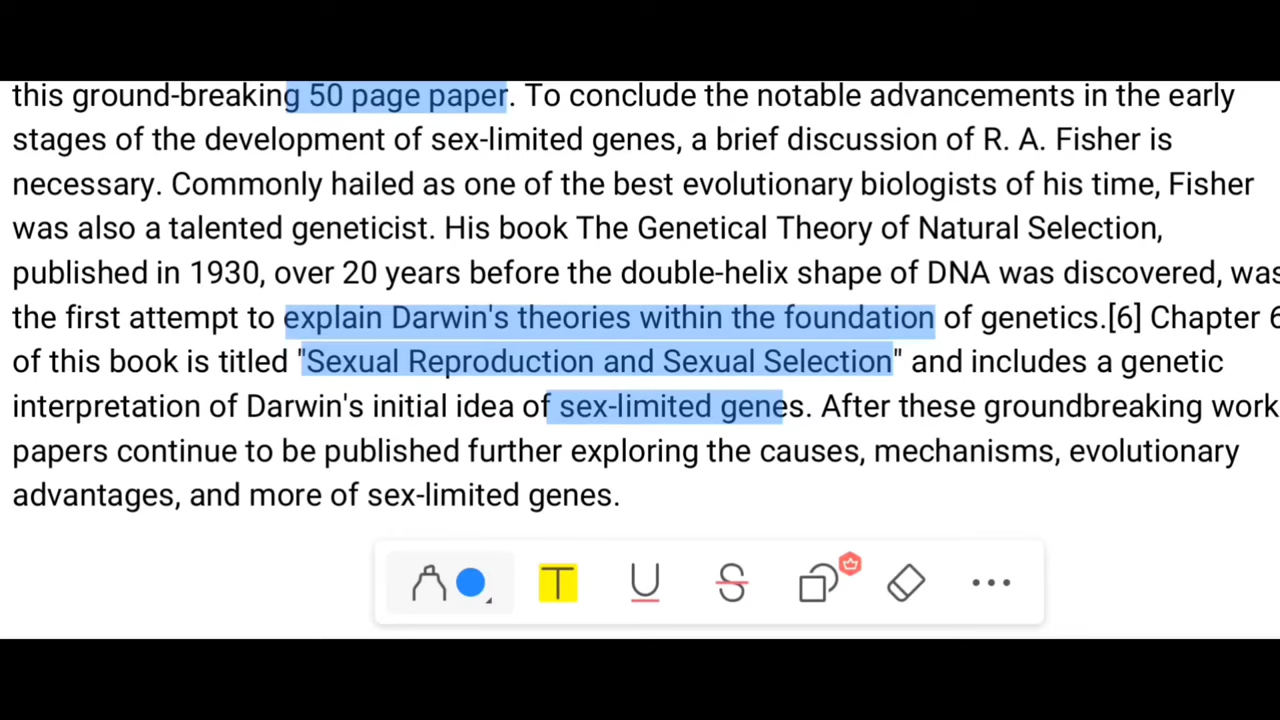 this ground-breaking 50 page paper. To conclude the notable advancements in the early
stages of the development of sex-limited genes, a brief discussion of R. A. Fisher is
necessary. Commonly hailed as one of the best evolutionary biologists of his time, Fisher
was also a talented geneticist. His book The Genetical Theory of Natural Selection,
published in 1930, over 20 years before the double-helix shape of DNA was discovered, was
the first attempt to explain Darwin's theories within the foundation of genetics.[6] Chapter 6
of this book is titled "Sexual Reproduction and Sexual Selection" and includes a genetic
interpretation of Darwin's initial idea of sex-limited genes. After these groundbreaking work
papers continue to be published further exploring the causes, mechanisms, evolutionary
advantages, and more of sex-limited genes.
T U S